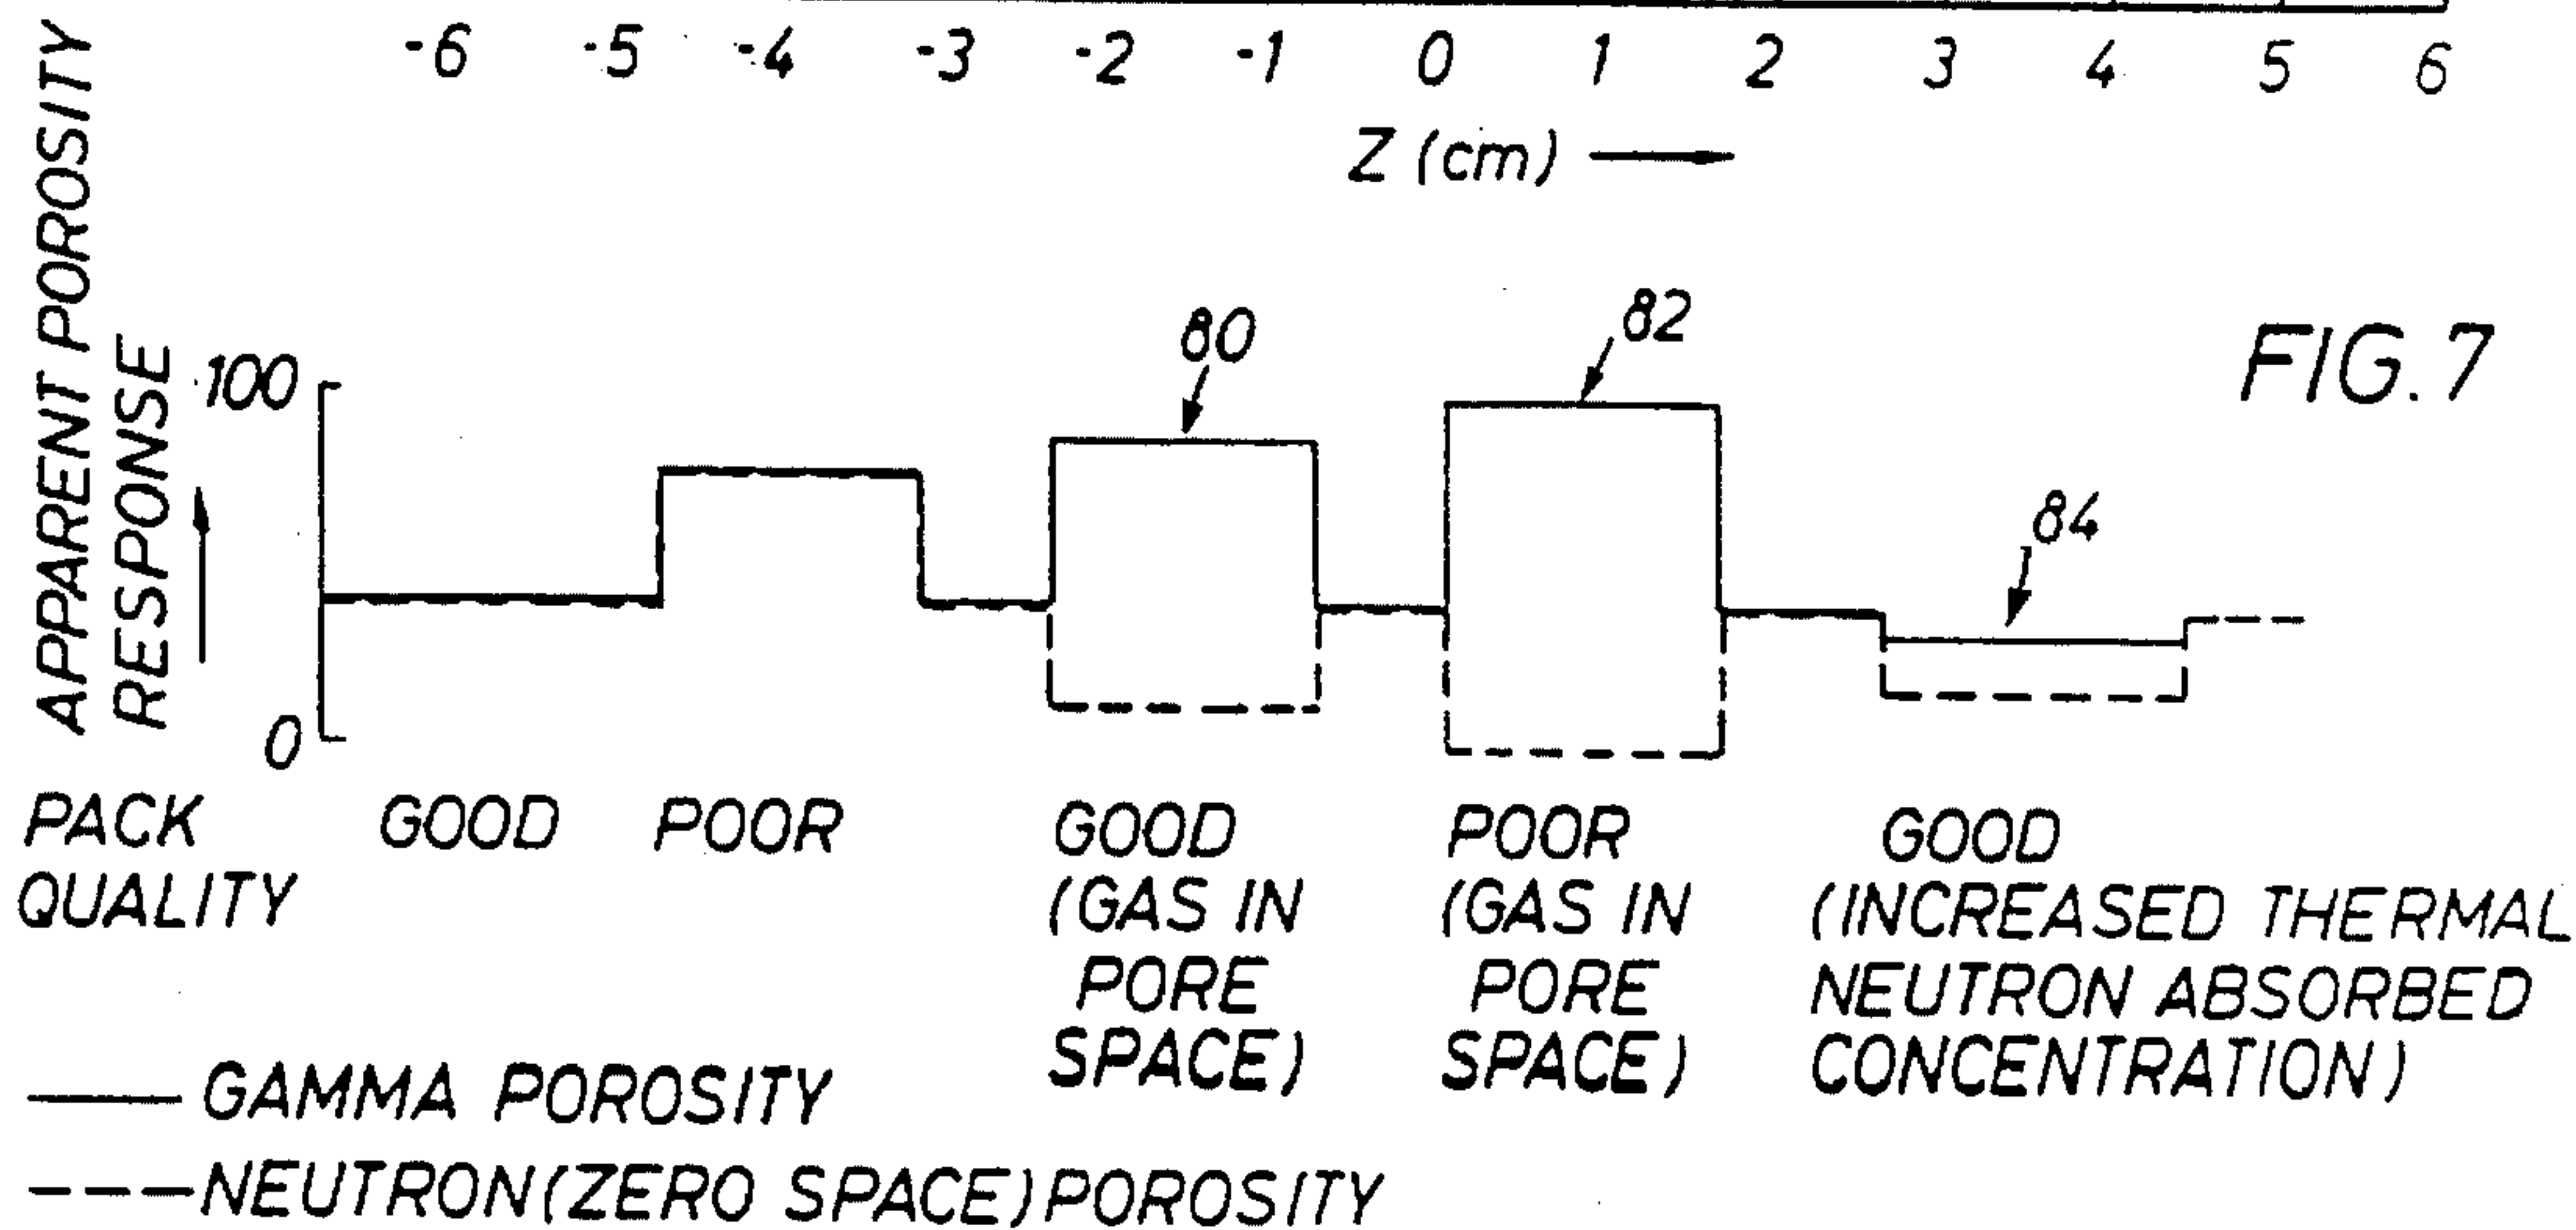 -6 -5 -4 -3 -2 -1 0 1 2 3 4 5 6
Z (cm)
APPARENT POROSITY
RESPONSE
100
0
80
82
84
FIG. 7
PACK
QUALITY
GOOD
POOR
GOOD
(GAS IN
PORE
SPACE)
POOR
(GAS IN
PORE
SPACE)
GOOD
(INCREASED THERMAL
NEUTRON ABSORBED
CONCENTRATION)
GAMMA POROSITY
NEUTRON (ZERO SPACE) POROSITY